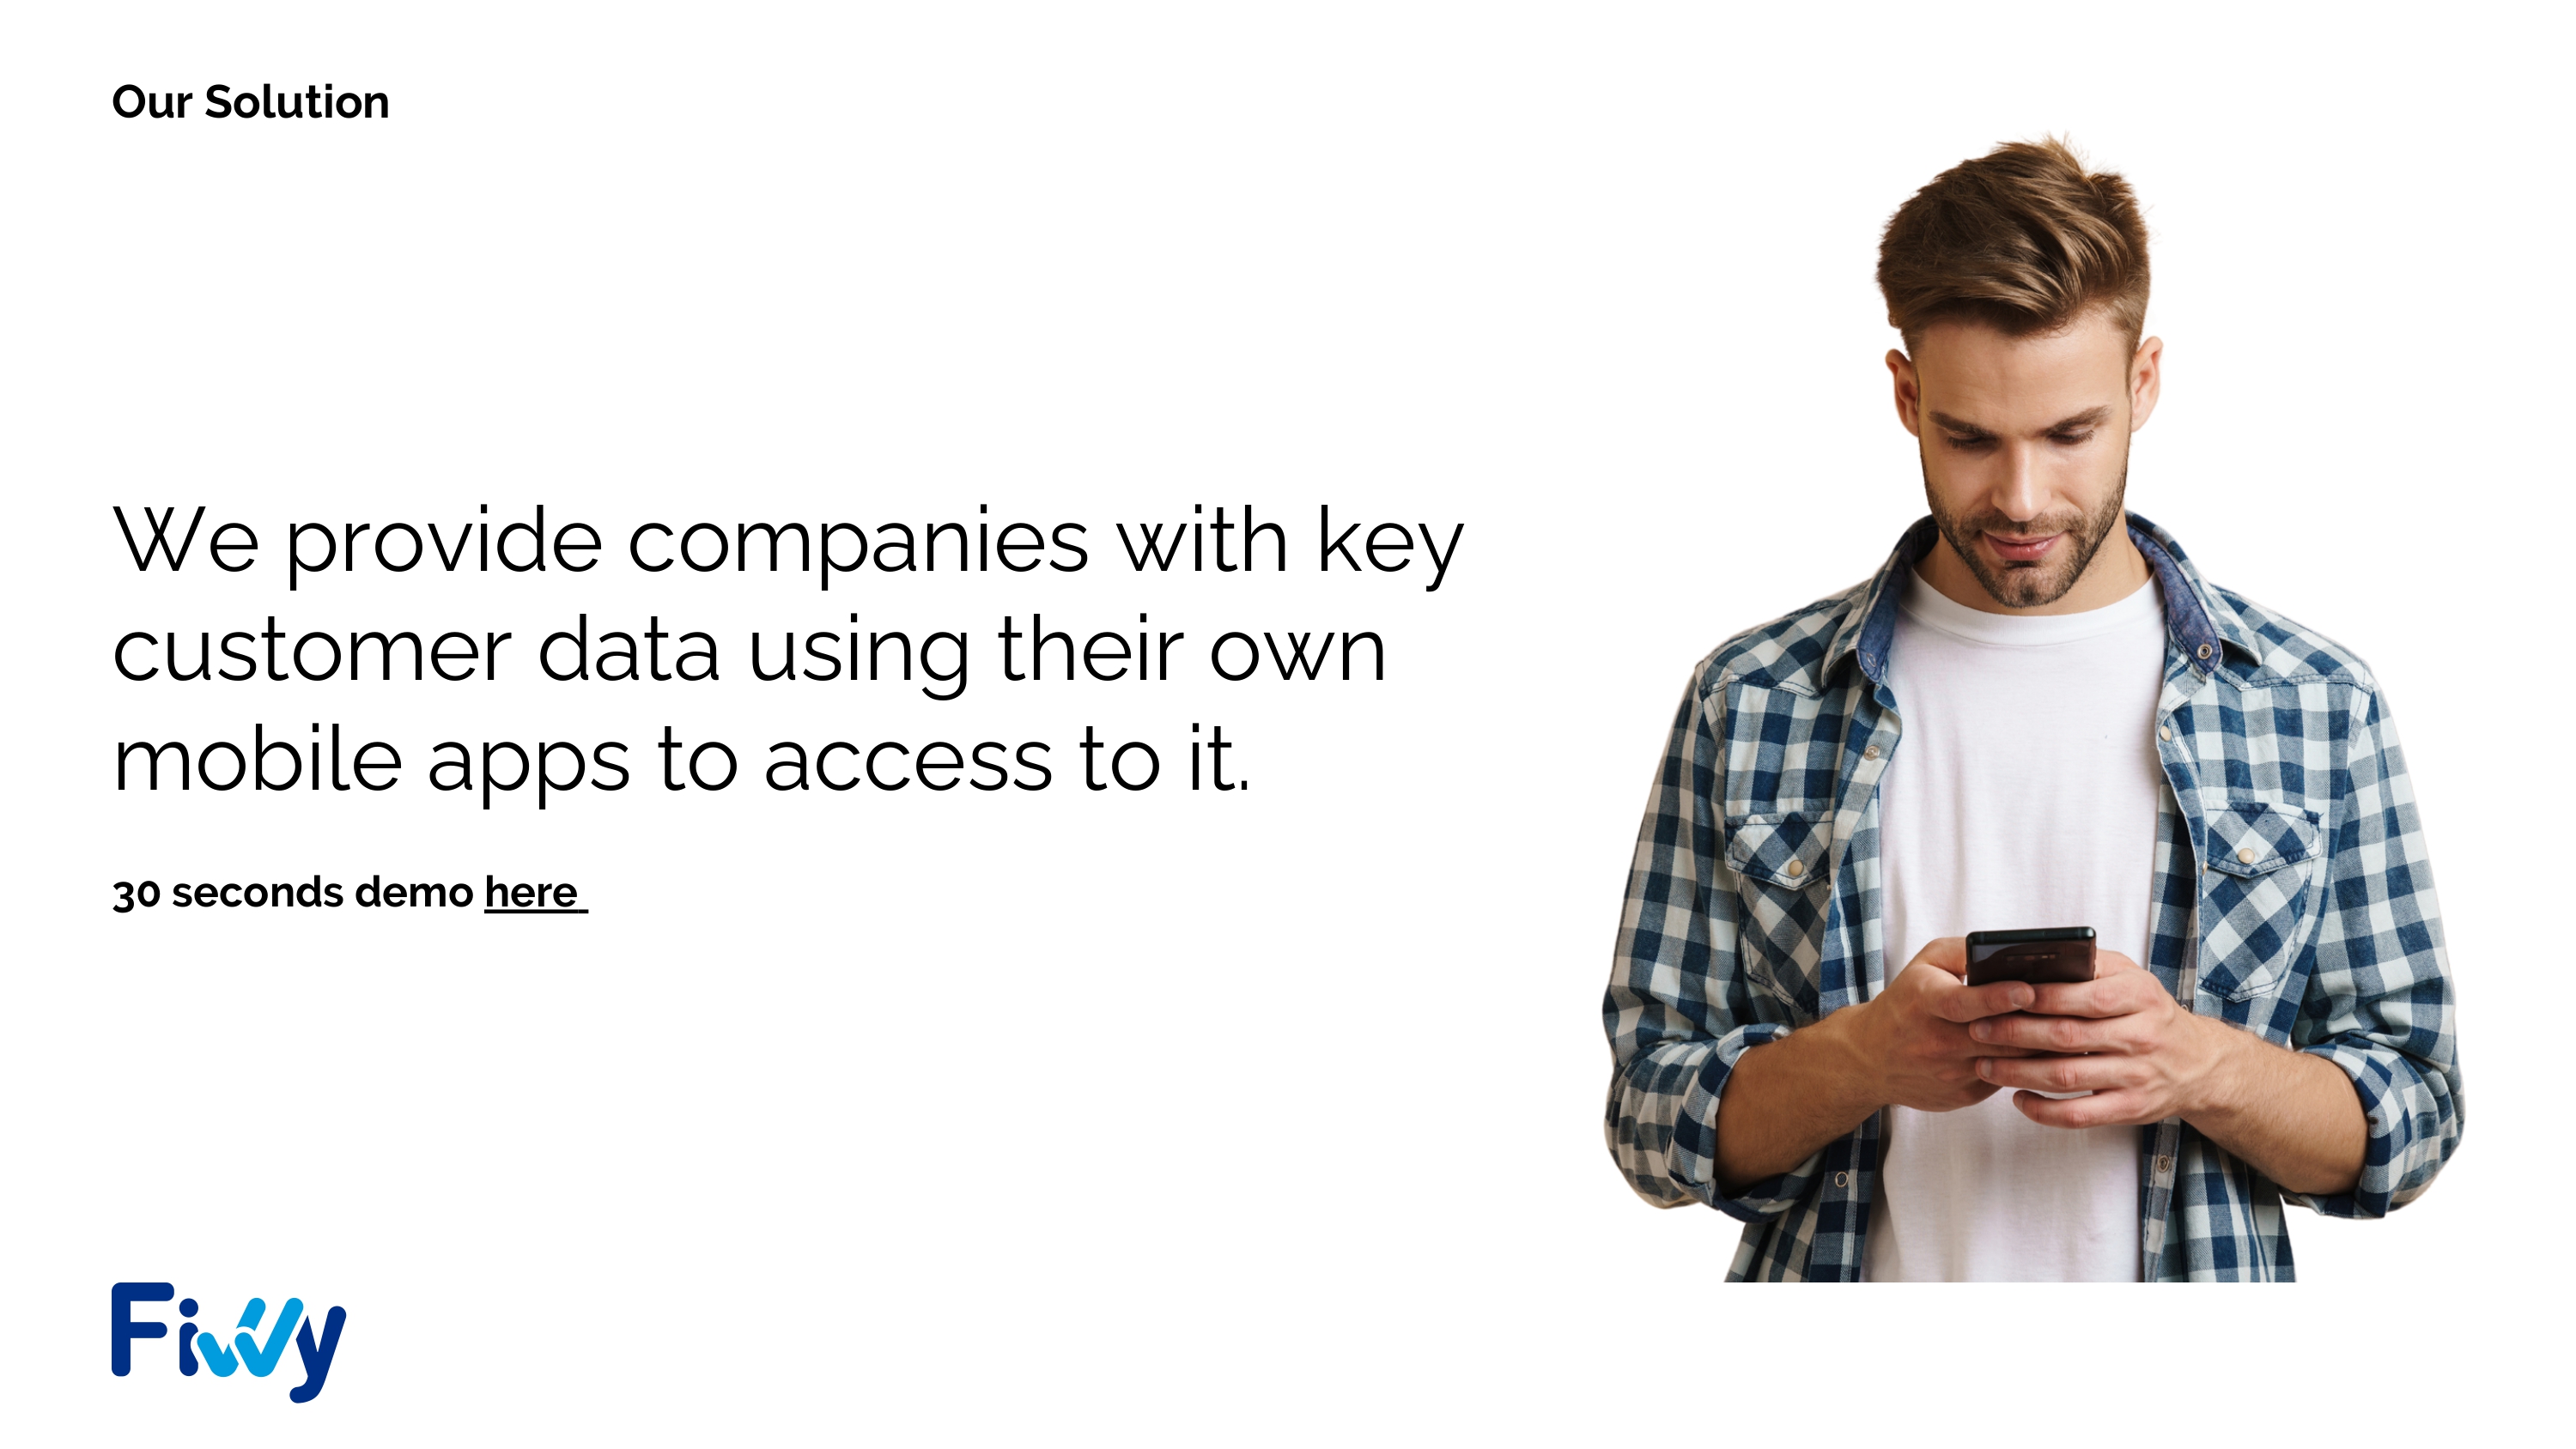 Our Solution
We provide companies with key
customer data using their own
mobile apps to access to it.
30 seconds demo here
Fiwy